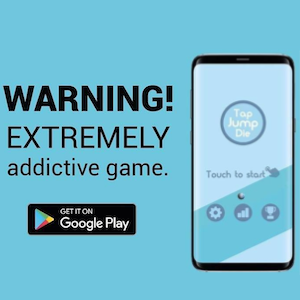 WARNING!
EXTREMELY
addictive game.
GET IT ON
Google Play
Tap
Jump
Die
Touch to start